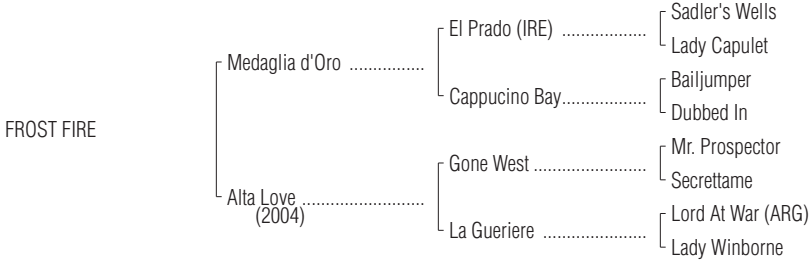 Sadler's Wells
El Prado (IRE) ..................
Lady Capulet
Medaglia d'Oro ................
Bailjumper
Cappucino Bay..................
Dubbed In
FROST FIRE
Mr. Prospector
Gone West ........................
Secrettame
Alta Love ..........................
(2004)
Lord At War (ARG)
La Gueriere ......................
Lady Winborne